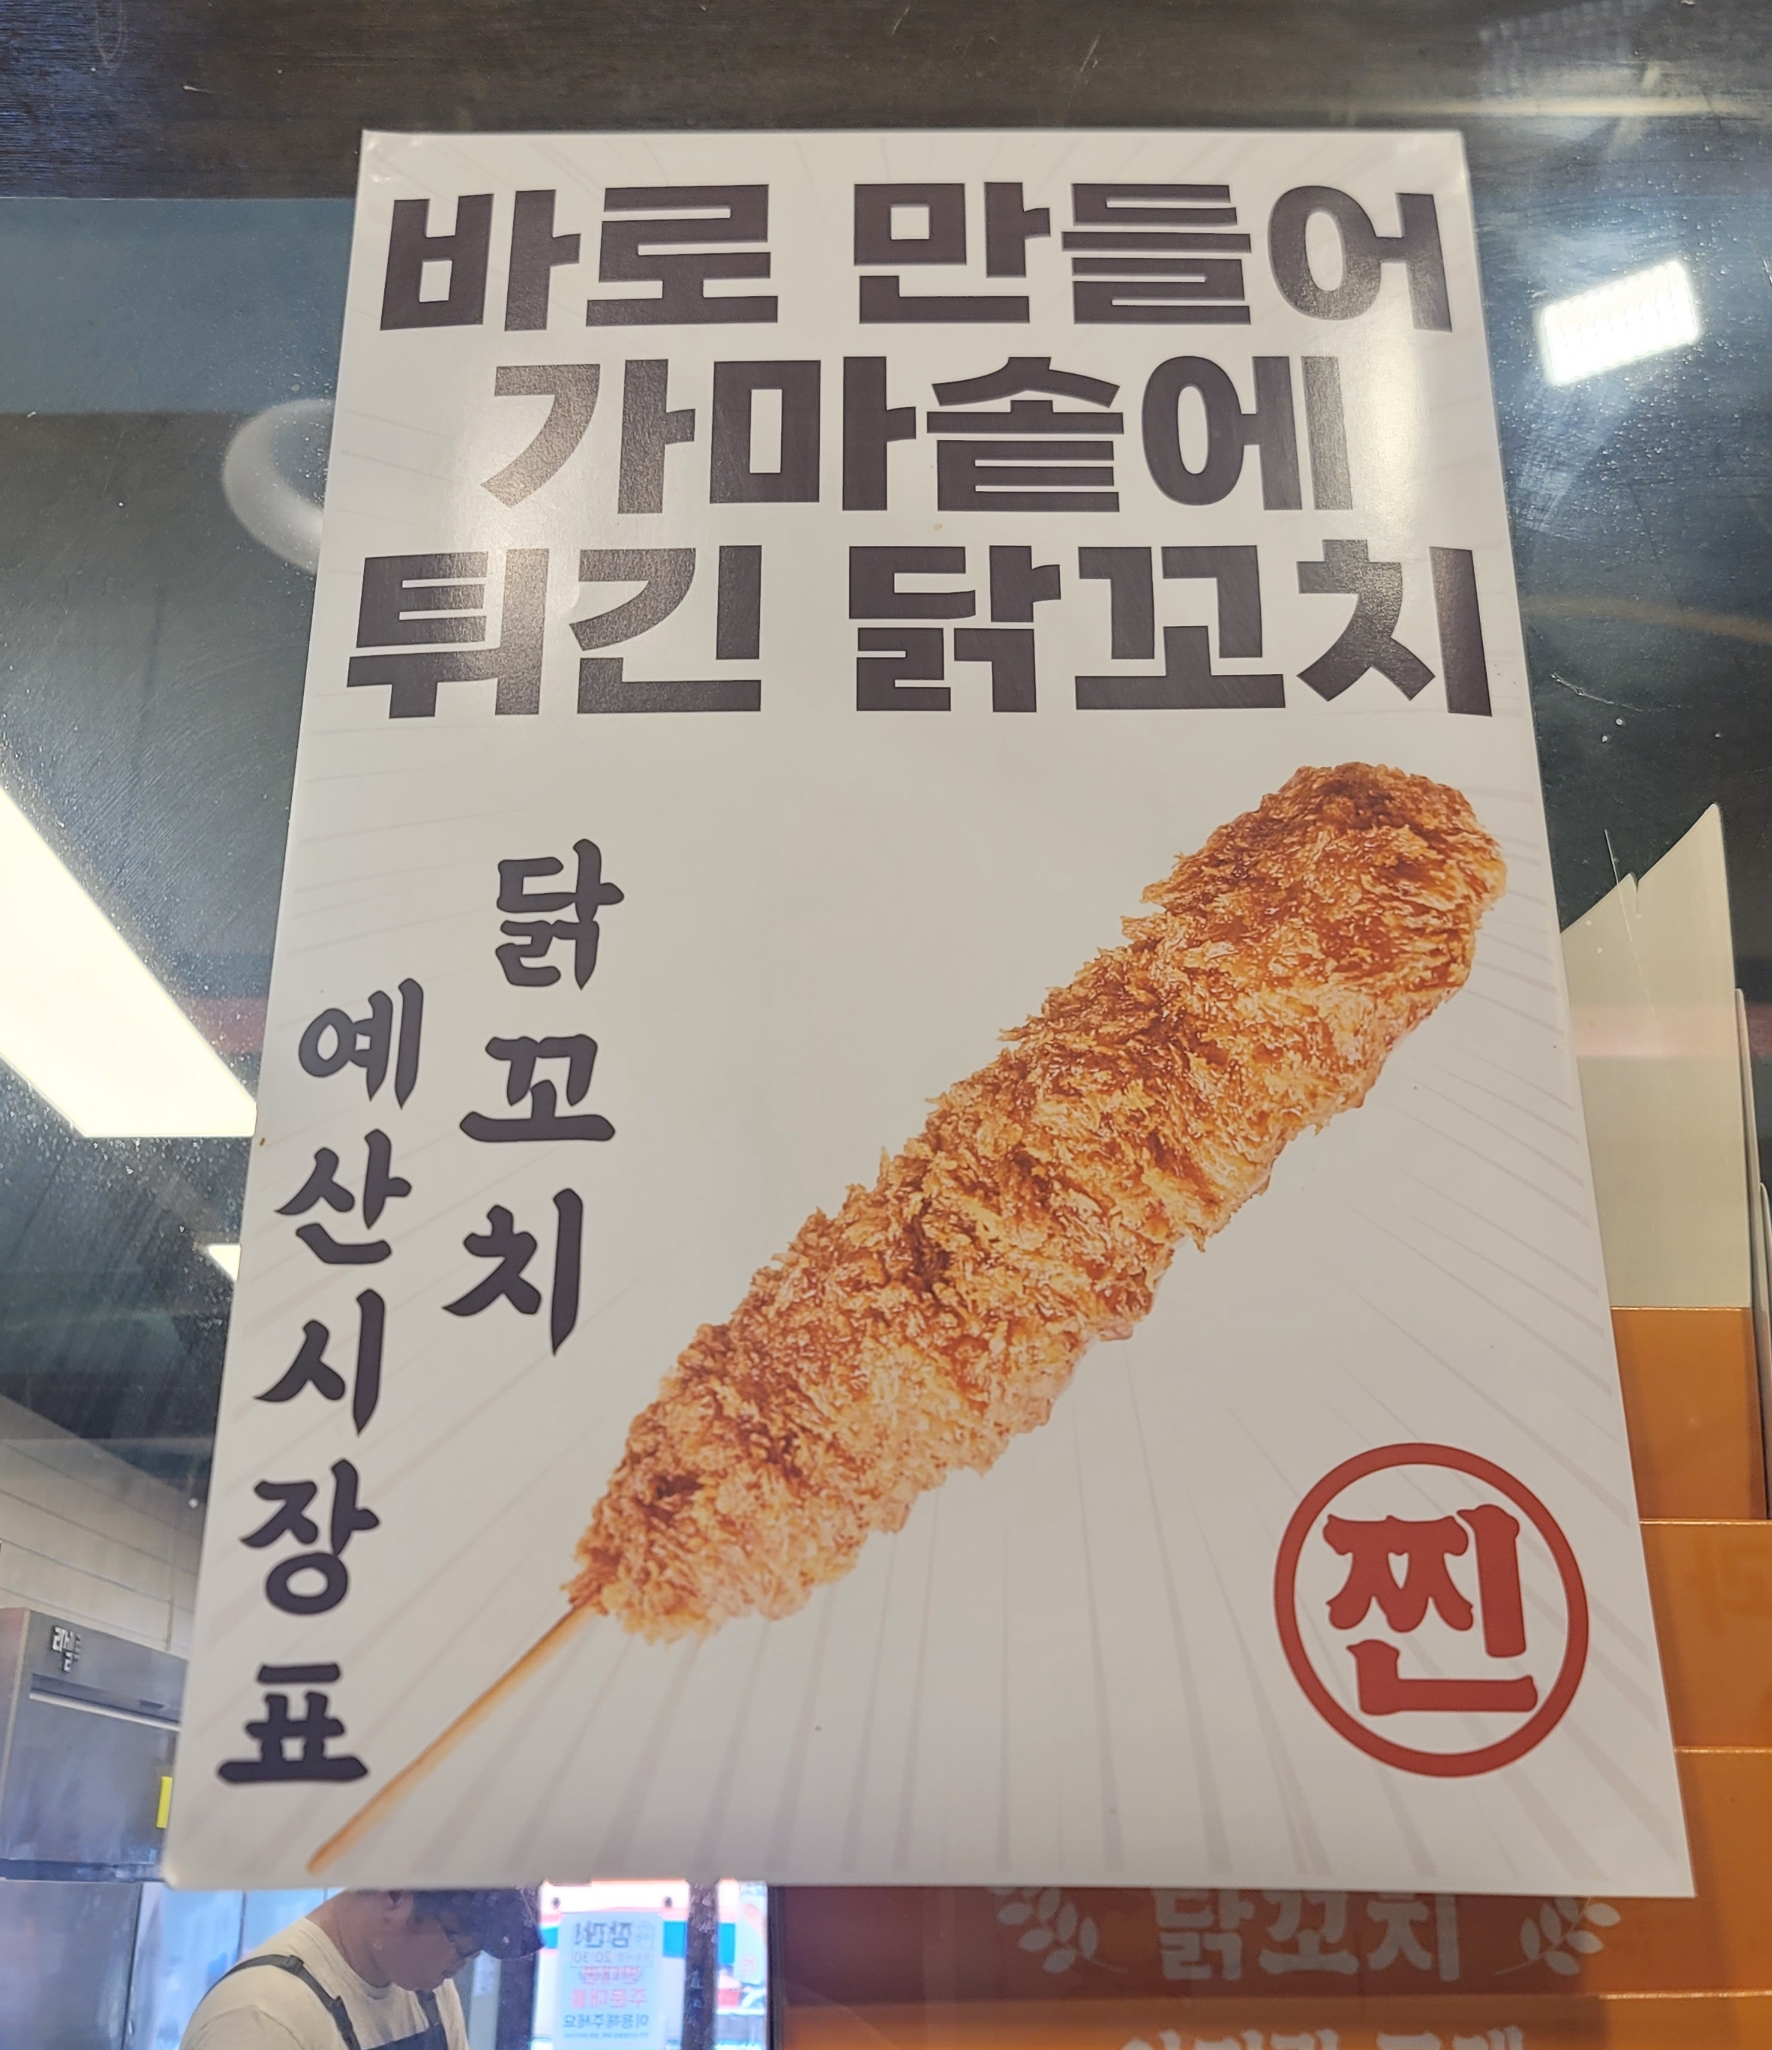 바로 만들어
가마솥에
튀긴 닭꼬치
닭꼬치
예산시장표
찐
닭꼬치